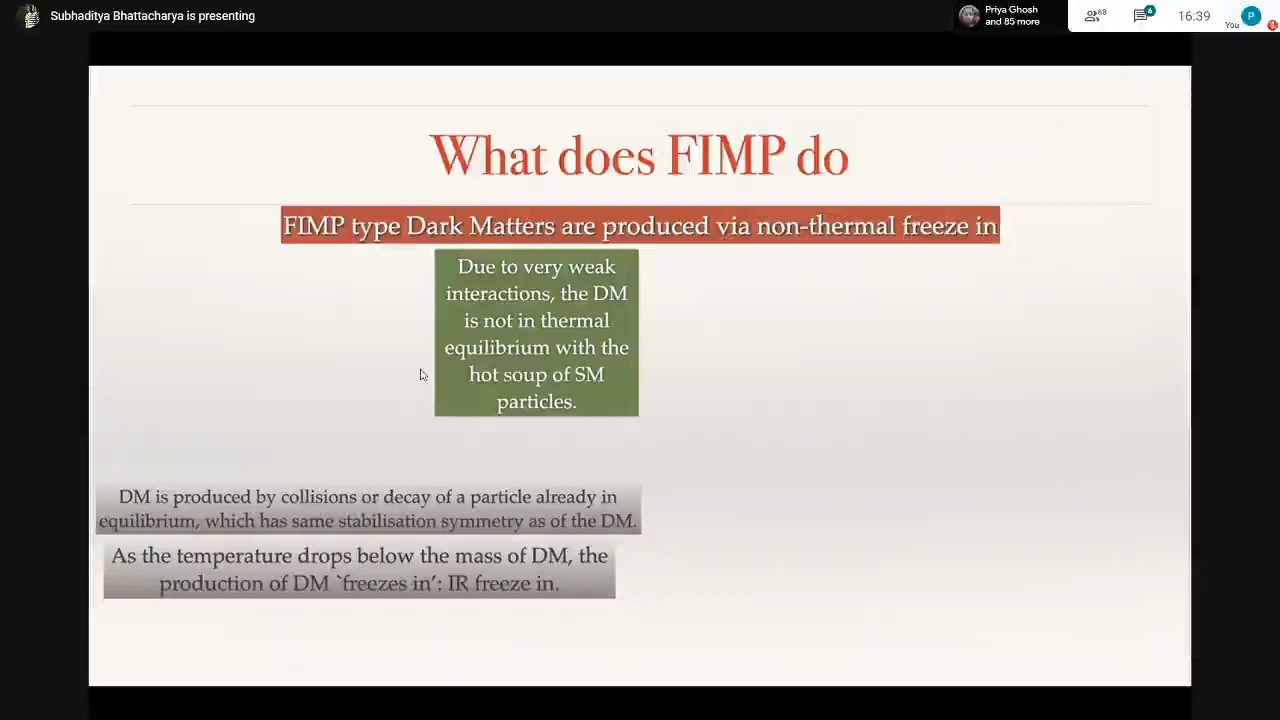 Subhaditya Bhattacharya is presenting
Priya Ghosh
and 85 more
88
6
16:39
You
P
What does FIMP do
FIMP type Dark Matters are produced via non-thermal freeze in
Due to very weak
interactions, the DM
is not in thermal
equilibrium with the
hot soup of SM
particles.
DM is produced by collisions or decay of a particle already in
equilibrium, which has same stabilisation symmetry as of the DM.
As the temperature drops below the mass of DM, the
production of DM `freezes in': IR freeze in.